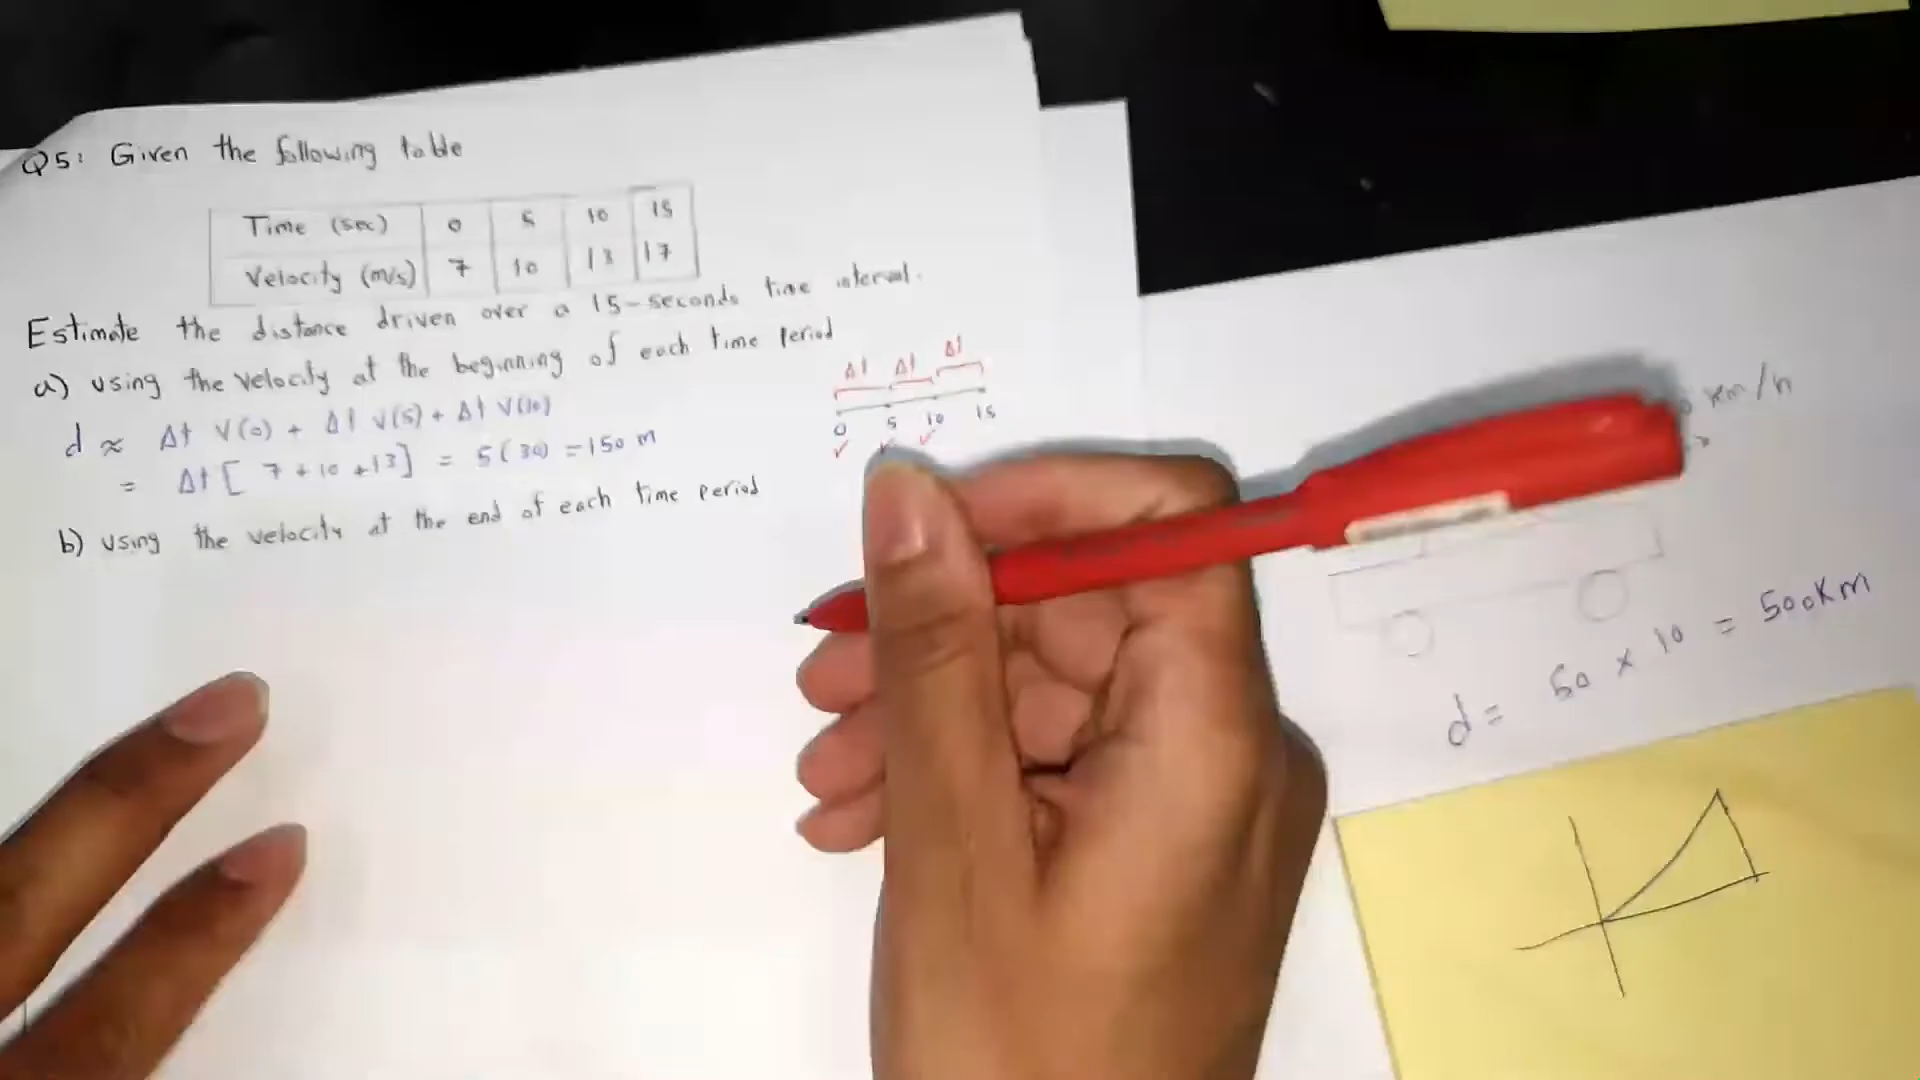 Q5: Given the following table
Time (sec) 0 5 10 15
Velocity (m/s) 7 10 13 17
Estimate the distance driven over a 15-seconds time interval.
a) using the velocity at the beginning of each time period
d ≈ Δt V(0) + Δt V(5) + Δt V(10)
= Δt [ 7 + 10 + 13 ] = 5 (30) = 150 m
b) using the velocity at the end of each time period
Δt Δt Δt
0 5 10 15
km/h
d = 50 × 10 = 500Km